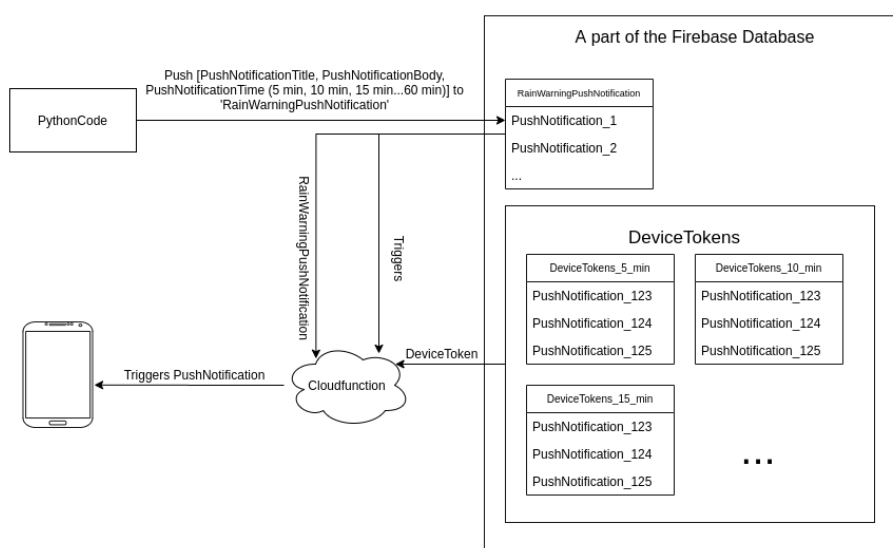 A part of the Firebase Database
Push [PushNotificationTitle, PushNotificationBody,
PushNotificationTime (5 min, 10 min, 15 min...60 min)] to
'RainWarningPushNotification'
PythonCode
RainWarningPushNotification
PushNotification_1
PushNotification_2
...
RainWarningPushNotification
Triggers
DeviceTokens
DeviceTokens_5_min
PushNotification_123
PushNotification_124
PushNotification_125
DeviceTokens_10_min
PushNotification_123
PushNotification_124
PushNotification_125
DeviceToken
Cloudfunction
Triggers PushNotification
DeviceTokens_15_min
PushNotification_123
PushNotification_124
PushNotification_125
...